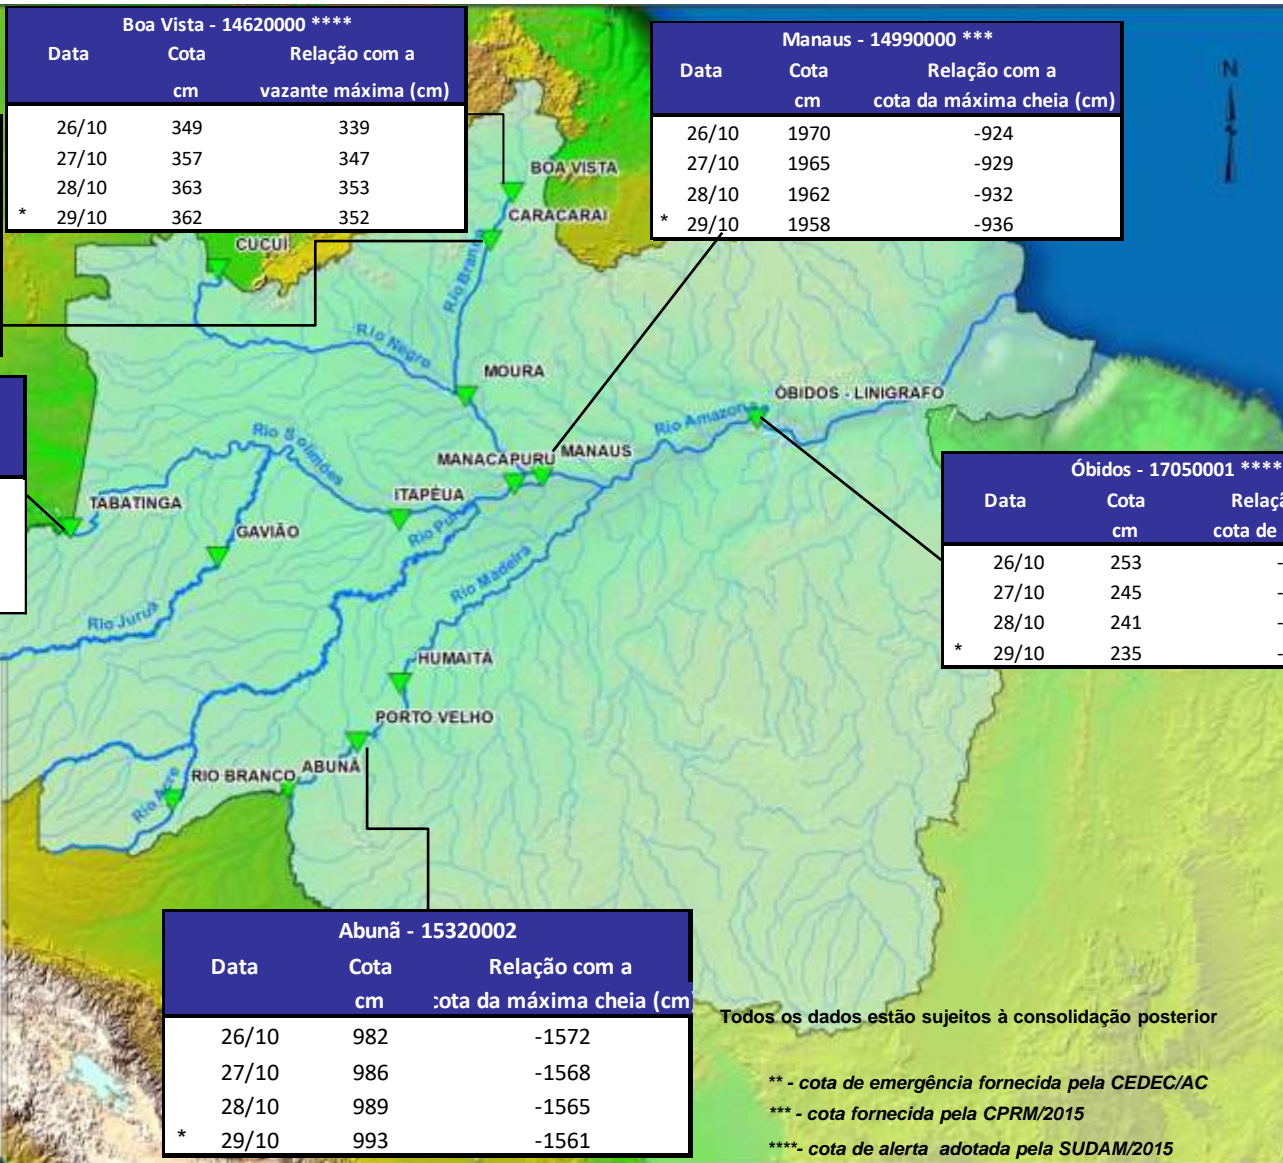 Boa Vista - 14620000 ****
Data Cota Relação com a
cm vazante máxima (cm)
26/10 349 339
27/10 357 347
28/10 363 353
* 29/10 362 352
Manaus - 14990000 ***
Data Cota Relação com a
cm cota da máxima cheia (cm)
26/10 1970 -924
27/10 1965 -929
28/10 1962 -932
* 29/10 1958 -936
N
BOA VISTA
CARACARAI
CUCUÍ
Rio Branco
Rio Negro
MOURA
ÓBIDOS - LINIGRAFO
Rio Amazonas
Rio Solimões
MANACAPURU
MANAUS
TABATINGA
ITAPÉUA
GAVIÃO
Rio Purus
Rio Madeira
Rio Juruá
HUMAITÁ
PORTO VELHO
ABUNÃ
RIO BRANCO
Rio Acre
Óbidos - 17050001 ****
Data Cota
cm cota de
26/10 253 -
27/10 245 -
28/10 241 -
* 29/10 235 -
Abunã - 15320002
Data Cota Relação com a
cm cota da máxima cheia (cm
26/10 982 -1572
27/10 986 -1568
28/10 989 -1565
* 29/10 993 -1561
Todos os dados estão sujeitos à consolidação posterior
** - cota de emergência fornecida pela CEDEC/AC
*** - cota fornecida pela CPRM/2015
****- cota de alerta adotada pela SUDAM/2015